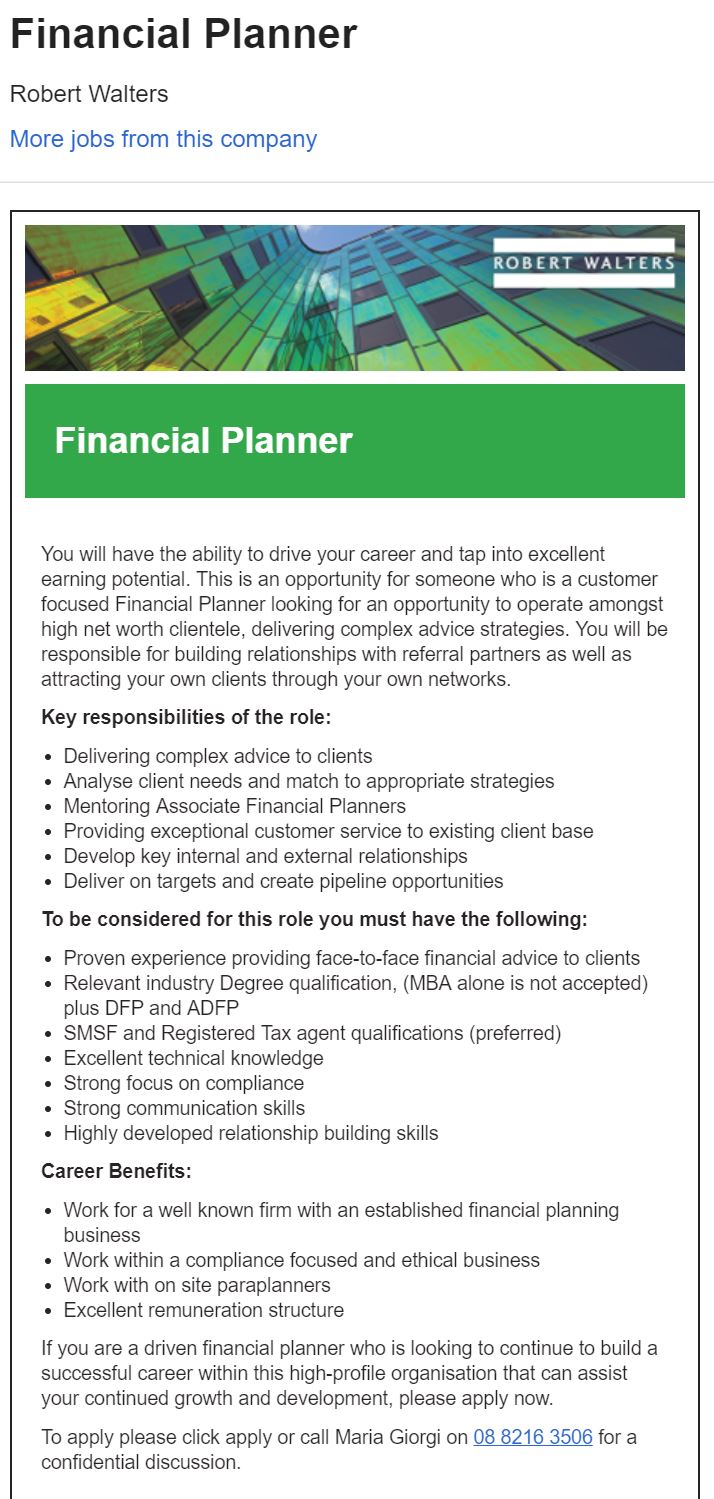 Financial Planner
Robert Walters
More jobs from this company
ROBERT WALTERS
Financial Planner
You will have the ability to drive your career and tap into excellent
earning potential. This is an opportunity for someone who is a customer
focused Financial Planner looking for an opportunity to operate amongst
high net worth clientele, delivering complex advice strategies. You will be
responsible for building relationships with referral partners as well as
attracting your own clients through your own networks.
Key responsibilities of the role:
• Delivering complex advice to clients
• Analyse client needs and match to appropriate strategies
• Mentoring Associate Financial Planners
• Providing exceptional customer service to existing client base
• Develop key internal and external relationships
• Deliver on targets and create pipeline opportunities
To be considered for this role you must have the following:
• Proven experience providing face-to-face financial advice to clients
• Relevant industry Degree qualification, (MBA alone is not accepted)
plus DFP and ADFP
• SMSF and Registered Tax agent qualifications (preferred)
• Excellent technical knowledge
• Strong focus on compliance
• Strong communication skills
• Highly developed relationship building skills
Career Benefits:
• Work for a well known firm with an established financial planning
business
• Work within a compliance focused and ethical business
• Work with on site paraplanners
• Excellent remuneration structure
If you are a driven financial planner who is looking to continue to build a
successful career within this high-profile organisation that can assist
your continued growth and development, please apply now.
To apply please click apply or call Maria Giorgi on 08 8216 3506 for a
confidential discussion.